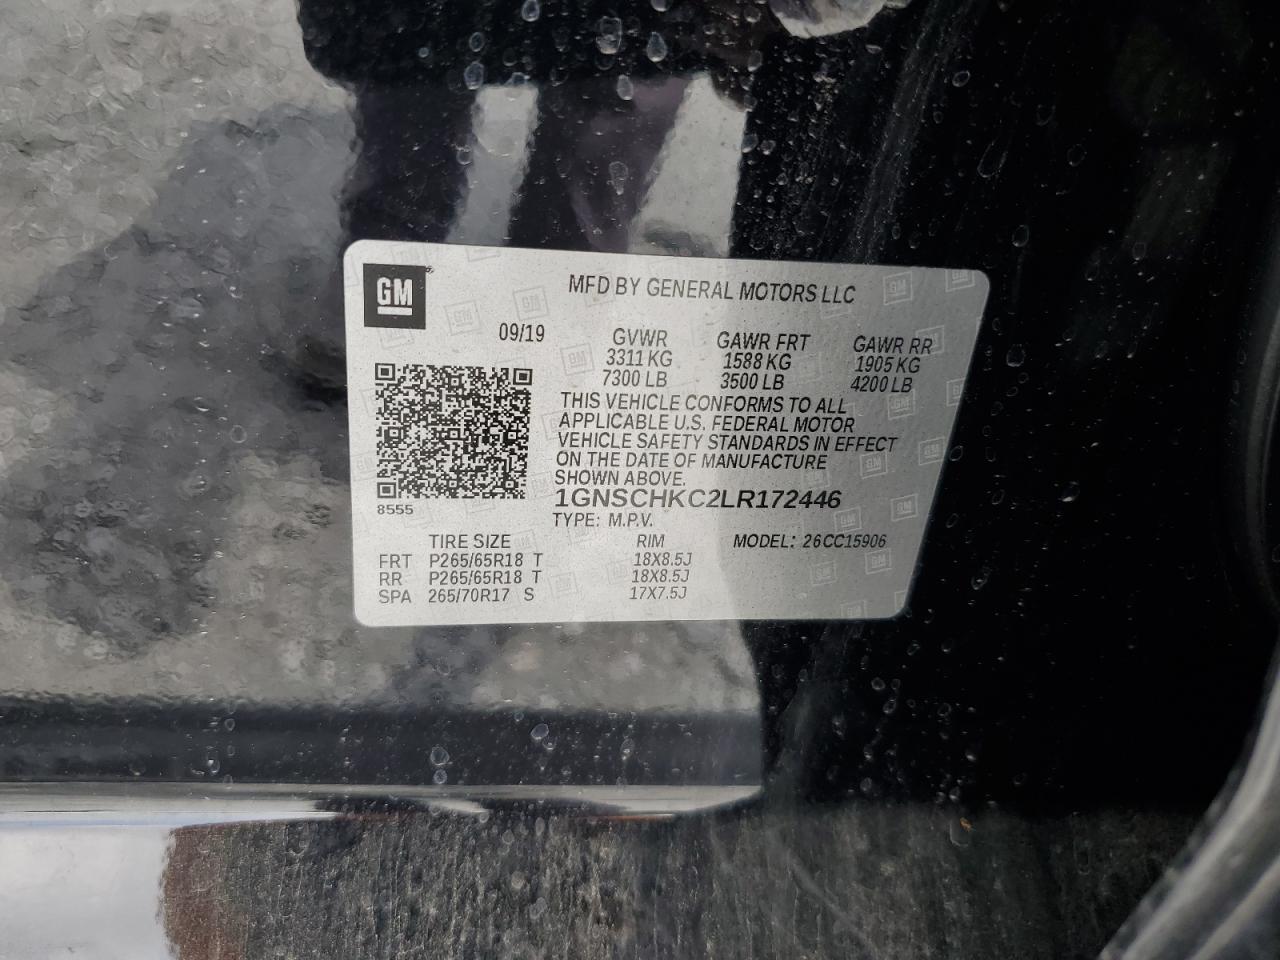 GM
MFD BY GENERAL MOTORS LLC
09/19 GVWR GAWR FRT GAWR RR
3311 KG 1588 KG 1905 KG
7300 LB 3500 LB 4200 LB
THIS VEHICLE CONFORMS TO ALL
APPLICABLE U.S. FEDERAL MOTOR
VEHICLE SAFETY STANDARDS IN EFFECT
ON THE DATE OF MANUFACTURE
SHOWN ABOVE.
1GNSCHKC2LR172446
8555
TYPE: M.P.V.
TIRE SIZE RIM MODEL: 26 CC15906
FRT P265/65R18 T 18X8.5J
RR P265/65R18 T 18X8.5J
SPA 265/70R17 S 17X7.5J